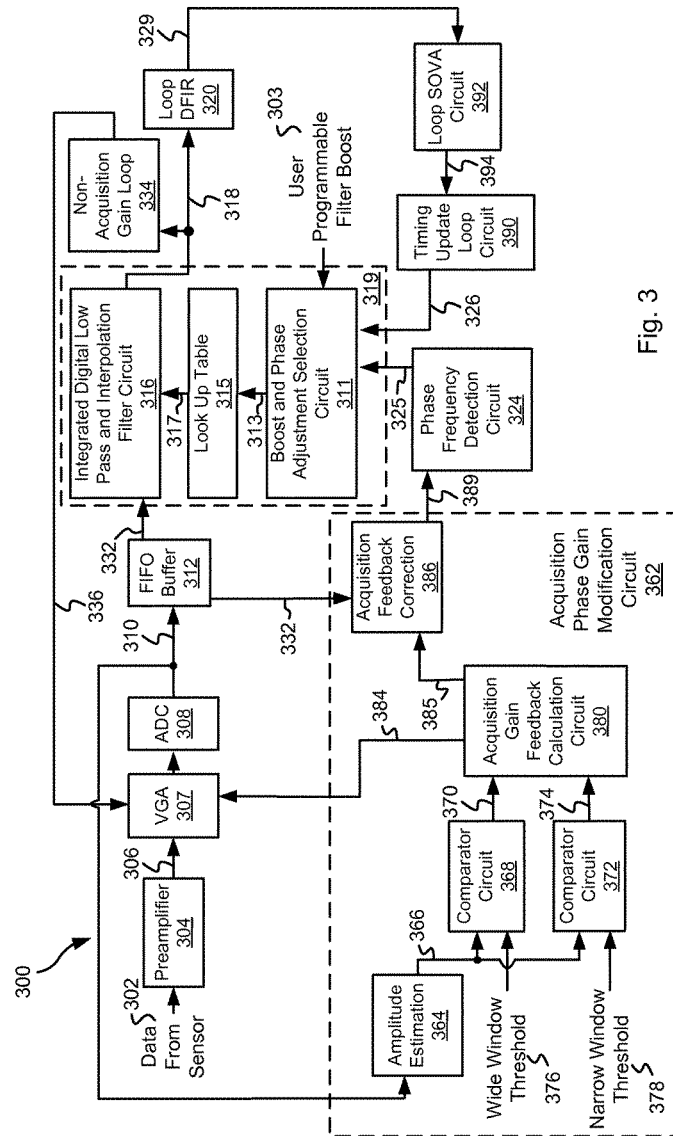 300
336
Data
From
Sensor
302
Preamplifier
304
306
VGA
307
ADC
308
310
FIFO
Buffer
312
332
332
Integrated Digital Low
Pass and Interpolation
Filter Circuit
316
317
Look Up Table
315
313
Boost and Phase
Adjustment Selection
Circuit
311
319
Non-
Acquisition
Gain Loop
334
318
Loop
DFIR
320
329
303
User
Programmable
Filter Boost
Loop SOVA
Circuit
392
394
Timing
Update
Loop
Circuit
390
326
325
Phase
Frequency
Detection
Circuit
324
389
Acquisition
Feedback
Correction
386
385
384
Acquisition
Gain
Feedback
Calculation
Circuit
380
370
374
Comparator
Circuit
368
Comparator
Circuit
372
366
Amplitude
Estimation
364
Wide Window
Threshold
376
Narrow Window
Threshold
378
Acquisition
Phase Gain
Modification
Circuit
362
Fig. 3